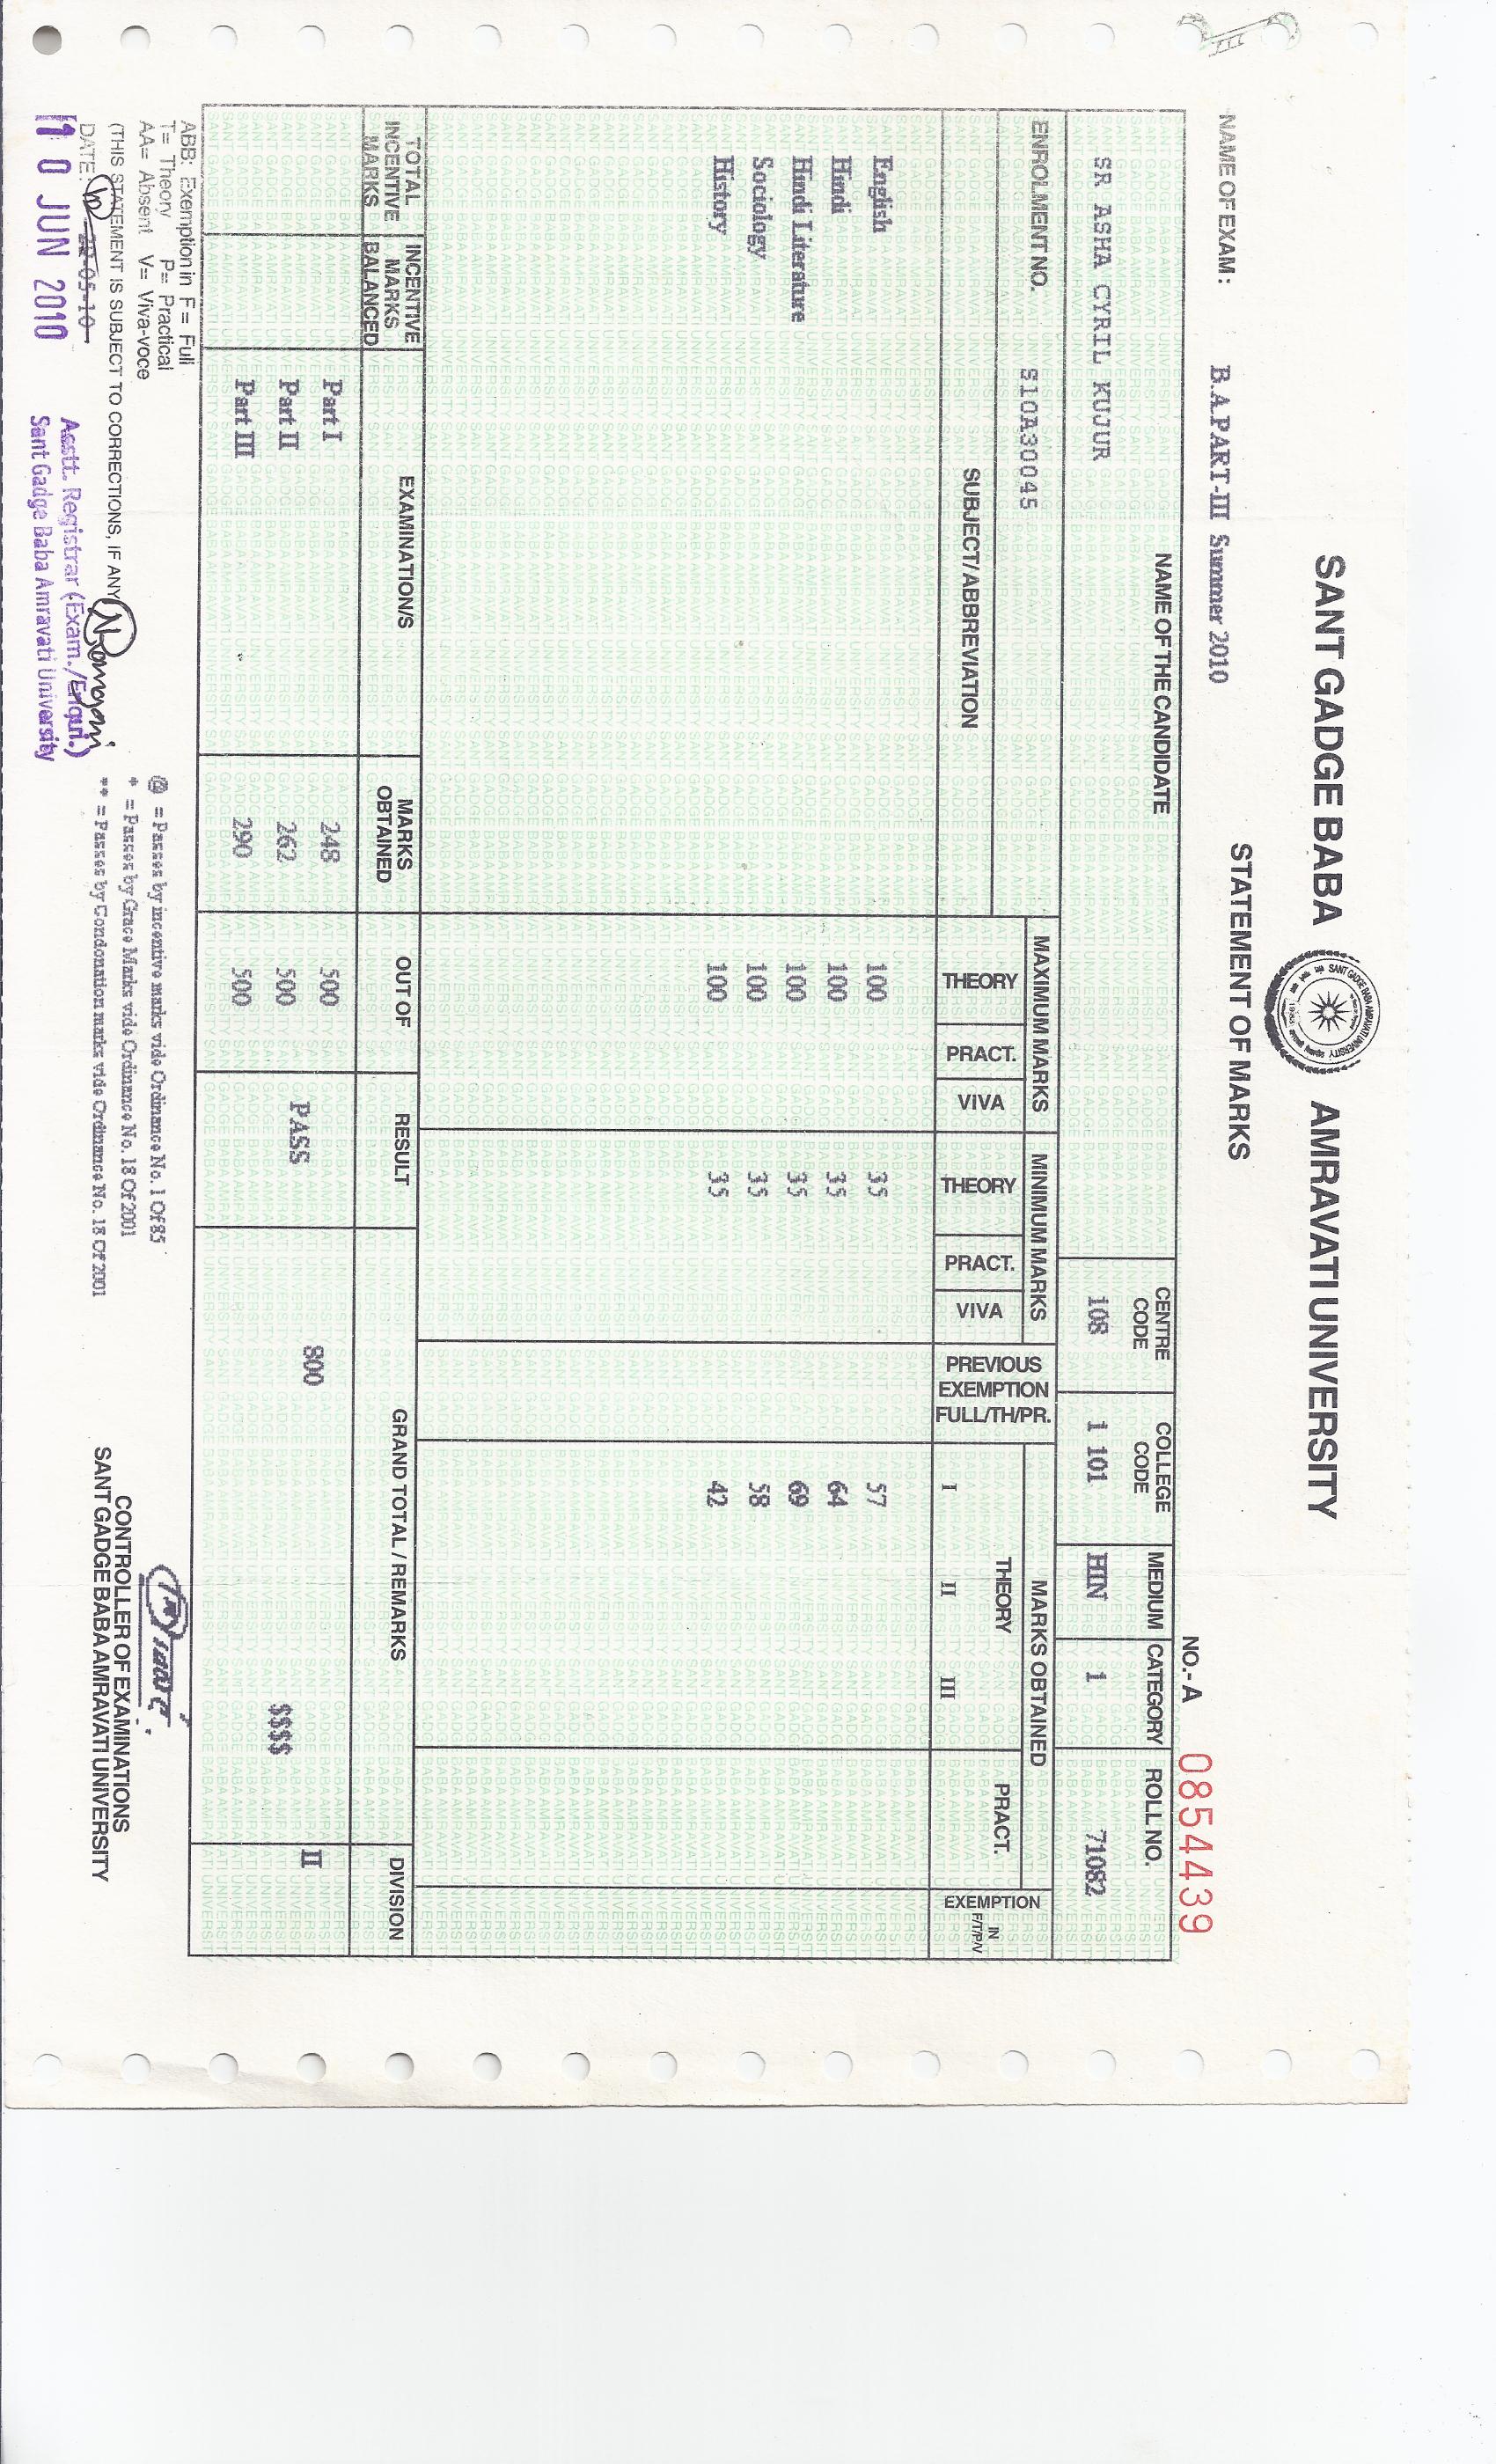 SANT GADGE BABA AMRAVATI UNIVERSITY
STATEMENT OF MARKS
NO.- A 0854439
NAME OF EXAM : B.A.PART-III Summer 2010
NAME OF THE CANDIDATE CENTRE CODE COLLEGE CODE MEDIUM CATEGORY ROLL NO.
SR ASHA CYRIL KUJUR 108 1 101 HIN 1 71082
ENROLMENT NO. S10A30045 MAXIMUM MARKS MINIMUM MARKS PREVIOUS EXEMPTION FULL/TH/PR. MARKS OBTAINED EXEMPTION IN F/T/P/V
SUBJECT/ABBREVIATION THEORY PRACT. VIVA THEORY PRACT. VIVA THEORY PRACT.
I II III
English 100 35 57
Hindi 100 35 64
Hindi Literature 100 35 69
Sociology 100 35 58
History 100 35 42
TOTAL INCENTIVE MARKS INCENTIVE MARKS BALANCED EXAMINATION/S MARKS OBTAINED OUT OF RESULT GRAND TOTAL / REMARKS DIVISION
Part I 248 500 800 II
Part II 262 500 PASS $$$$
Part III 290 500
ABB: Exemption in F= Full
T= Theory P= Practical
AA= Absent V= Viva-voce
(THIS STATEMENT IS SUBJECT TO CORRECTIONS, IF ANY)
DATE: 22-05-10
10 JUN 2010
Asstt. Registrar (Exam./Enquri.)
Sant Gadge Baba Amravati University
@ = Passes by incentive marks vide Ordinance No. 1 Of 85
* = Passes by Grace Marks vide Ordinance No. 18 Of 2001
** = Passes by Condonation marks vide Ordinance No. 18 Of 2001
CONTROLLER OF EXAMINATIONS
SANT GADGE BABA AMRAVATI UNIVERSITY